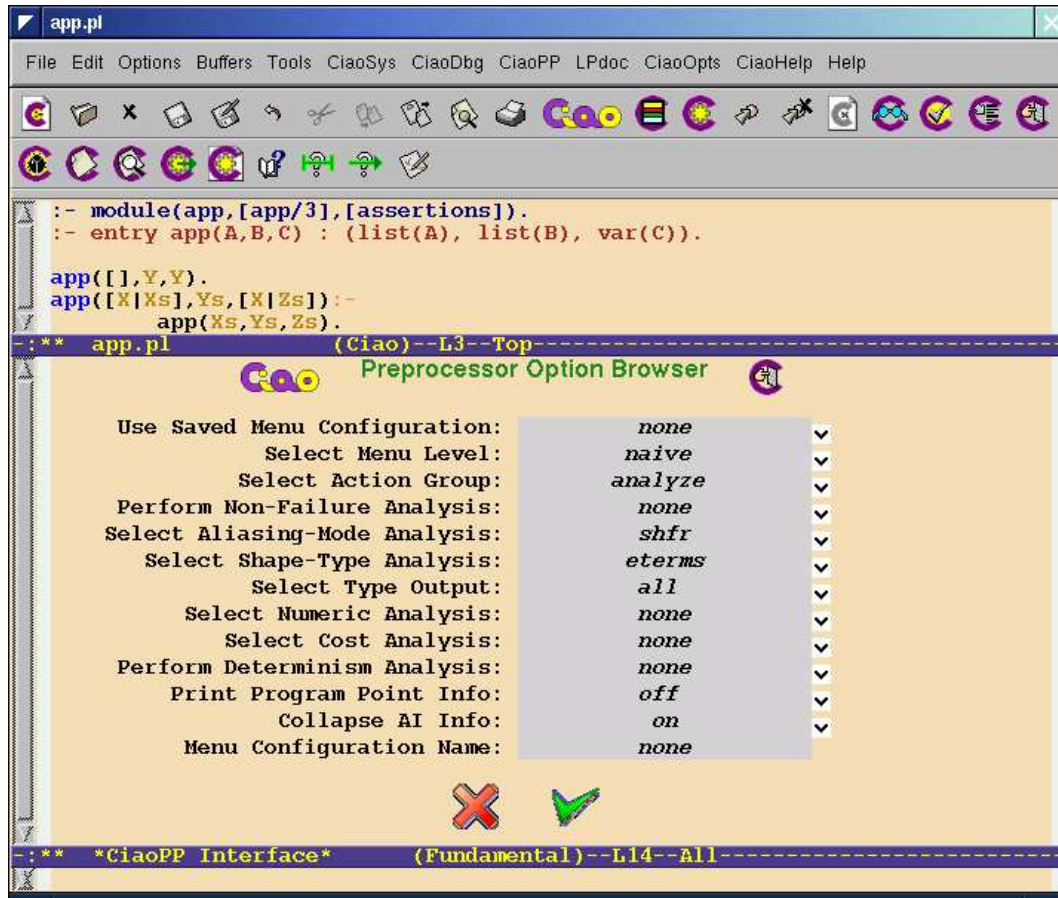 app.pl
File Edit Options Buffers Tools CiaoSys CiaoDbg CiaoPP LPdoc CiaoOpts CiaoHelp Help
Ciao
:- module(app,[app/3],[assertions]).
:- entry app(A,B,C) : (list(A), list(B), var(C)).
app([],Y,Y).
app([X|Xs],Ys,[X|Zs]):-
app(Xs,Ys,Zs).
-:** app.pl (Ciao)--L3--Top----------------------------------------
Ciao Preprocessor Option Browser
Use Saved Menu Configuration: none
Select Menu Level: naive
Select Action Group: analyze
Perform Non-Failure Analysis: none
Select Aliasing-Mode Analysis: shfr
Select Shape-Type Analysis: eterms
Select Type Output: all
Select Numeric Analysis: none
Select Cost Analysis: none
Perform Determinism Analysis: none
Print Program Point Info: off
Collapse AI Info: on
Menu Configuration Name: none
-:** *CiaoPP Interface* (Fundamental)--L14--All--------------------------